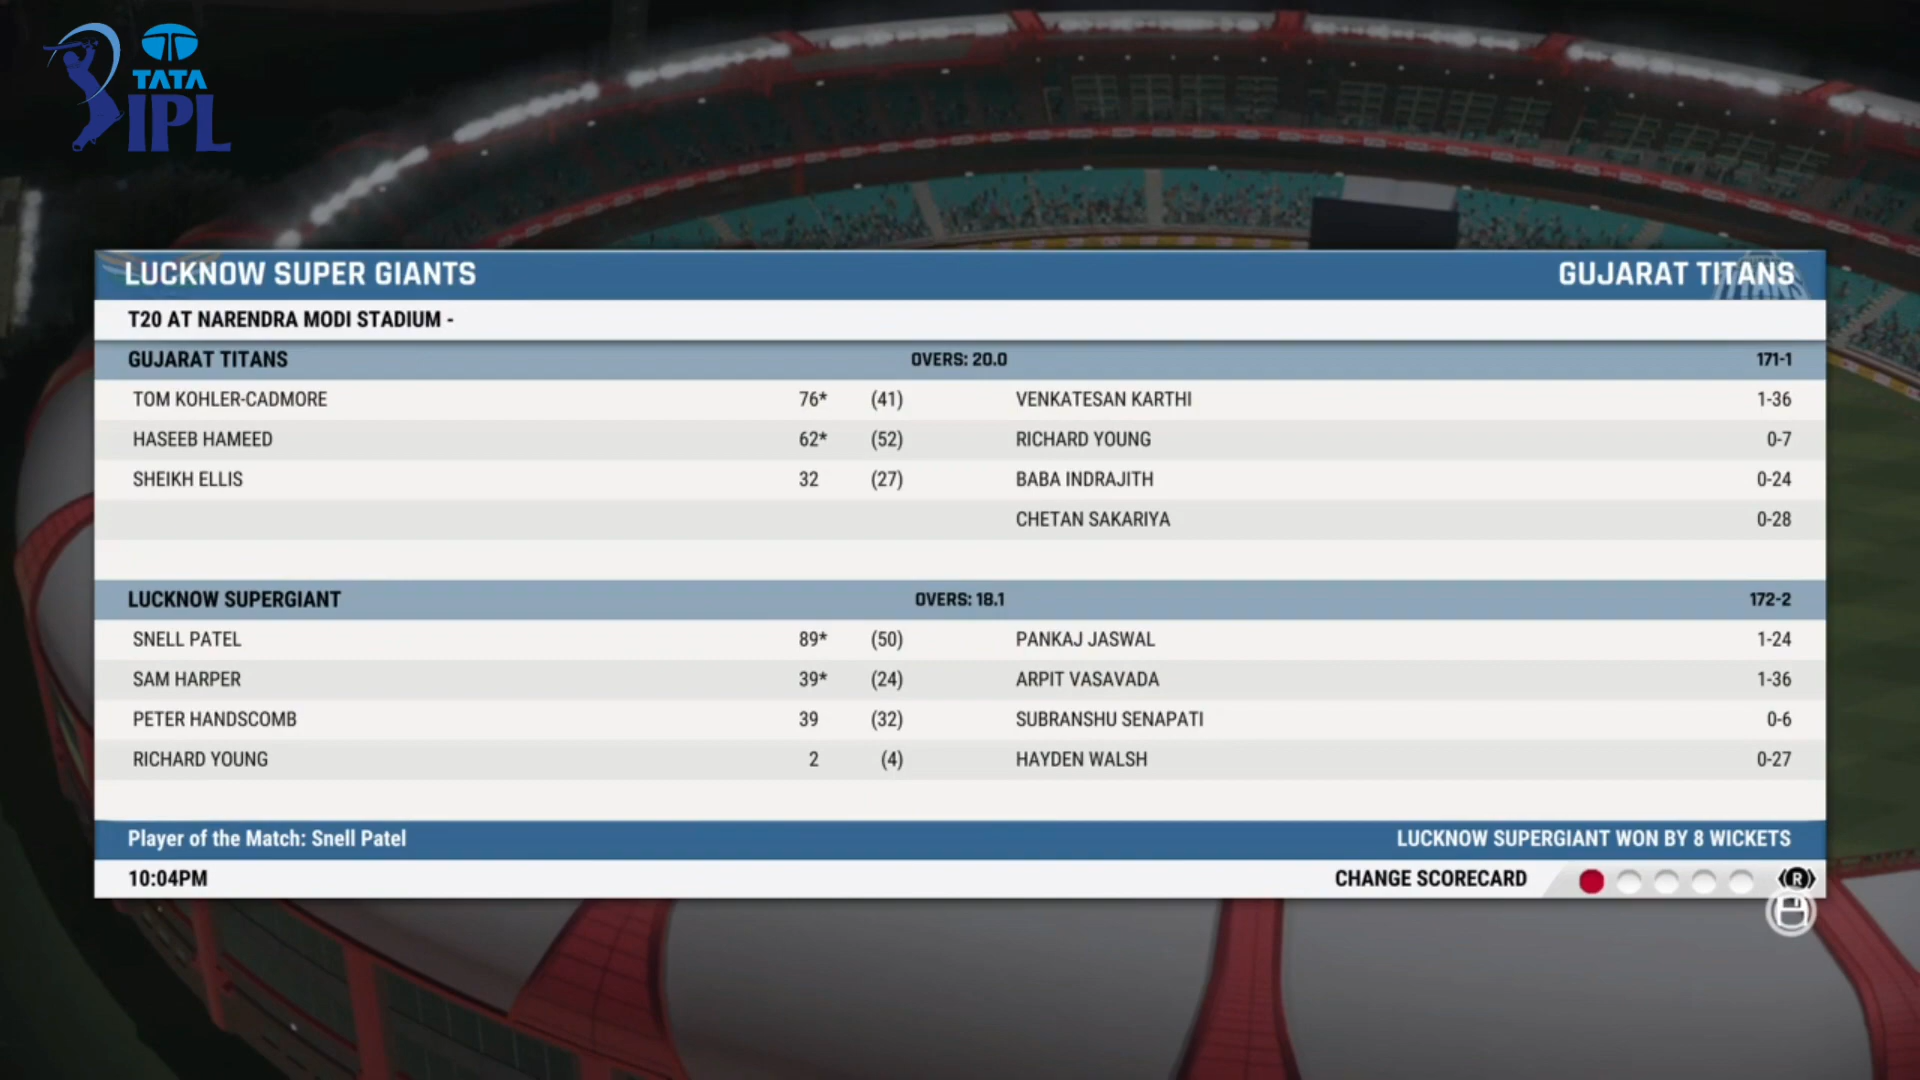 TATA
IPL
LUCKNOW SUPER GIANTS GUJARAT TITANS
T20 AT NARENDRA MODI STADIUM -
GUJARAT TITANS OVERS: 20.0 171-1
TOM KOHLER-CADMORE 76* (41) VENKATESAN KARTHI 1-36
HASEEB HAMEED 62* (52) RICHARD YOUNG 0-7
SHEIKH ELLIS 32 (27) BABA INDRAJITH 0-24
CHETAN SAKARIYA 0-28
LUCKNOW SUPERGIANT OVERS: 18.1 172-2
SNELL PATEL 89* (50) PANKAJ JASWAL 1-24
SAM HARPER 39* (24) ARPIT VASAVADA 1-36
PETER HANDSCOMB 39 (32) SUBRANSHU SENAPATI 0-6
RICHARD YOUNG 2 (4) HAYDEN WALSH 0-27
Player of the Match: Snell Patel LUCKNOW SUPERGIANT WON BY 8 WICKETS
10:04PM CHANGE SCORECARD R